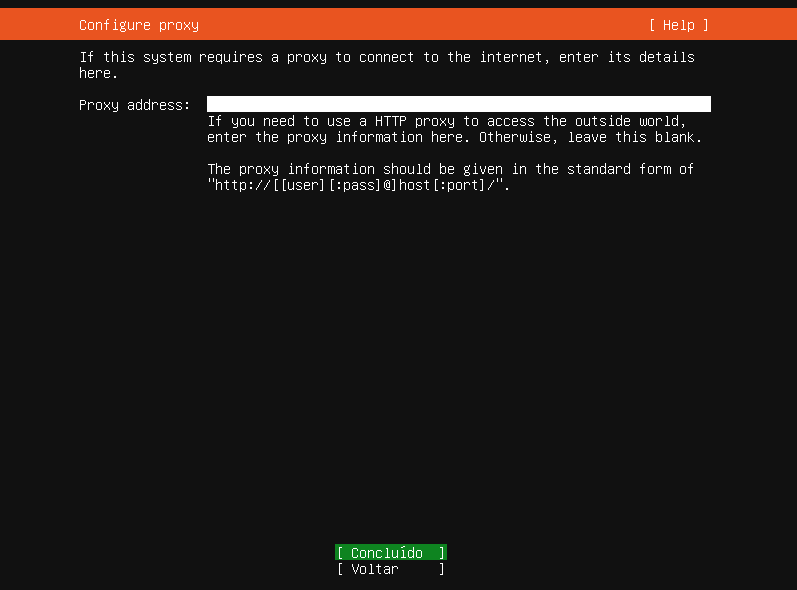 Configure proxy [ Help ]
If this system requires a proxy to connect to the internet, enter its details
here.
Proxy address:
If you need to use a HTTP proxy to access the outside world,
enter the proxy information here. Otherwise, leave this blank.
The proxy information should be given in the standard form of
"http://[[user][:pass]@]host[:port]/".
[ Concluído ]
[ Voltar ]